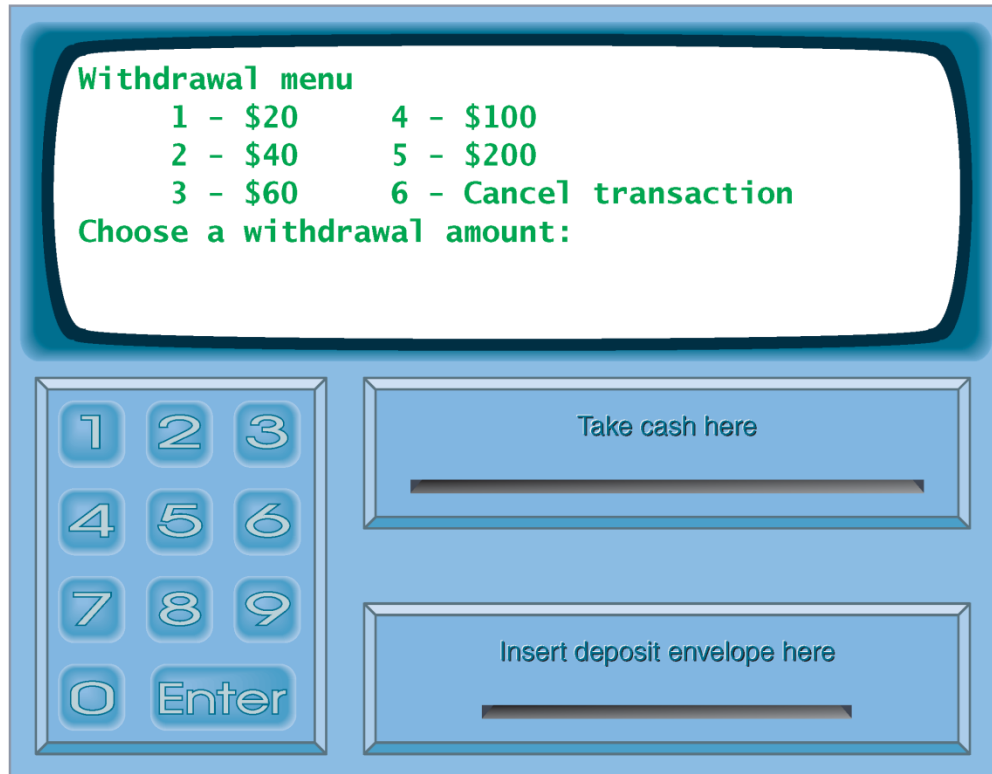 Withdrawal menu
1 – $20 4 – $100
2 – $40 5 – $200
3 – $60 6 – Cancel transaction
Choose a withdrawal amount:
1 2 3
Take cash here
4 5 6
7 8 9
Insert deposit envelope here
0 Enter